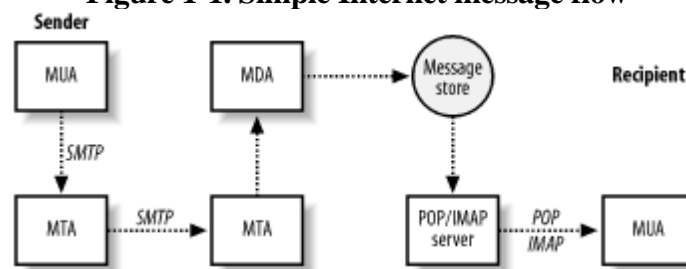 Figure 1-1. Simple Internet message flow
Sender
MUA
MDA
Message
store
Recipient
SMTP
MTA
SMTP
MTA
POP/IMAP
server
POP
IMAP
MUA